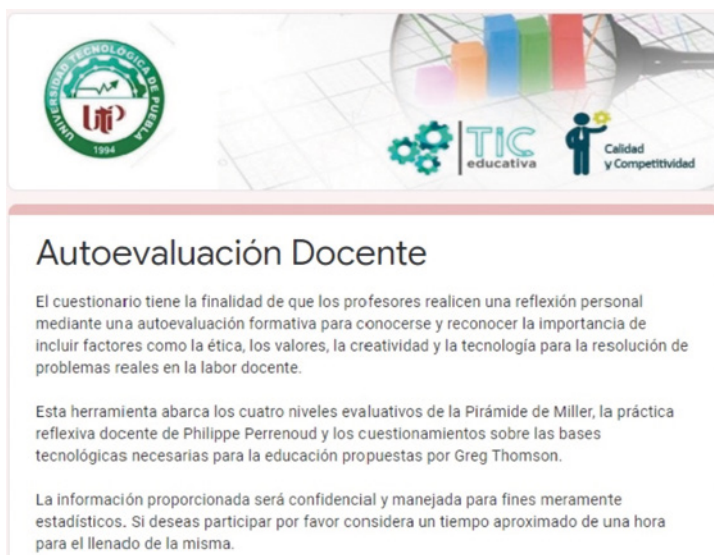 UNIVERSIDAD TECNOLÓGICA DE PUEBLA
UTP
1994
TIC
educativa
Calidad
y Competitividad
Autoevaluación Docente
El cuestionario tiene la finalidad de que los profesores realicen una reflexión personal
mediante una autoevaluación formativa para conocerse y reconocer la importancia de
incluir factores como la ética, los valores, la creatividad y la tecnología para la resolución de
problemas reales en la labor docente.
Esta herramienta abarca los cuatro niveles evaluativos de la Pirámide de Miller, la práctica
reflexiva docente de Philippe Perrenoud y los cuestionamientos sobre las bases
tecnológicas necesarias para la educación propuestas por Greg Thomson.
La información proporcionada será confidencial y manejada para fines meramente
estadísticos. Si deseas participar por favor considera un tiempo aproximado de una hora
para el llenado de la misma.